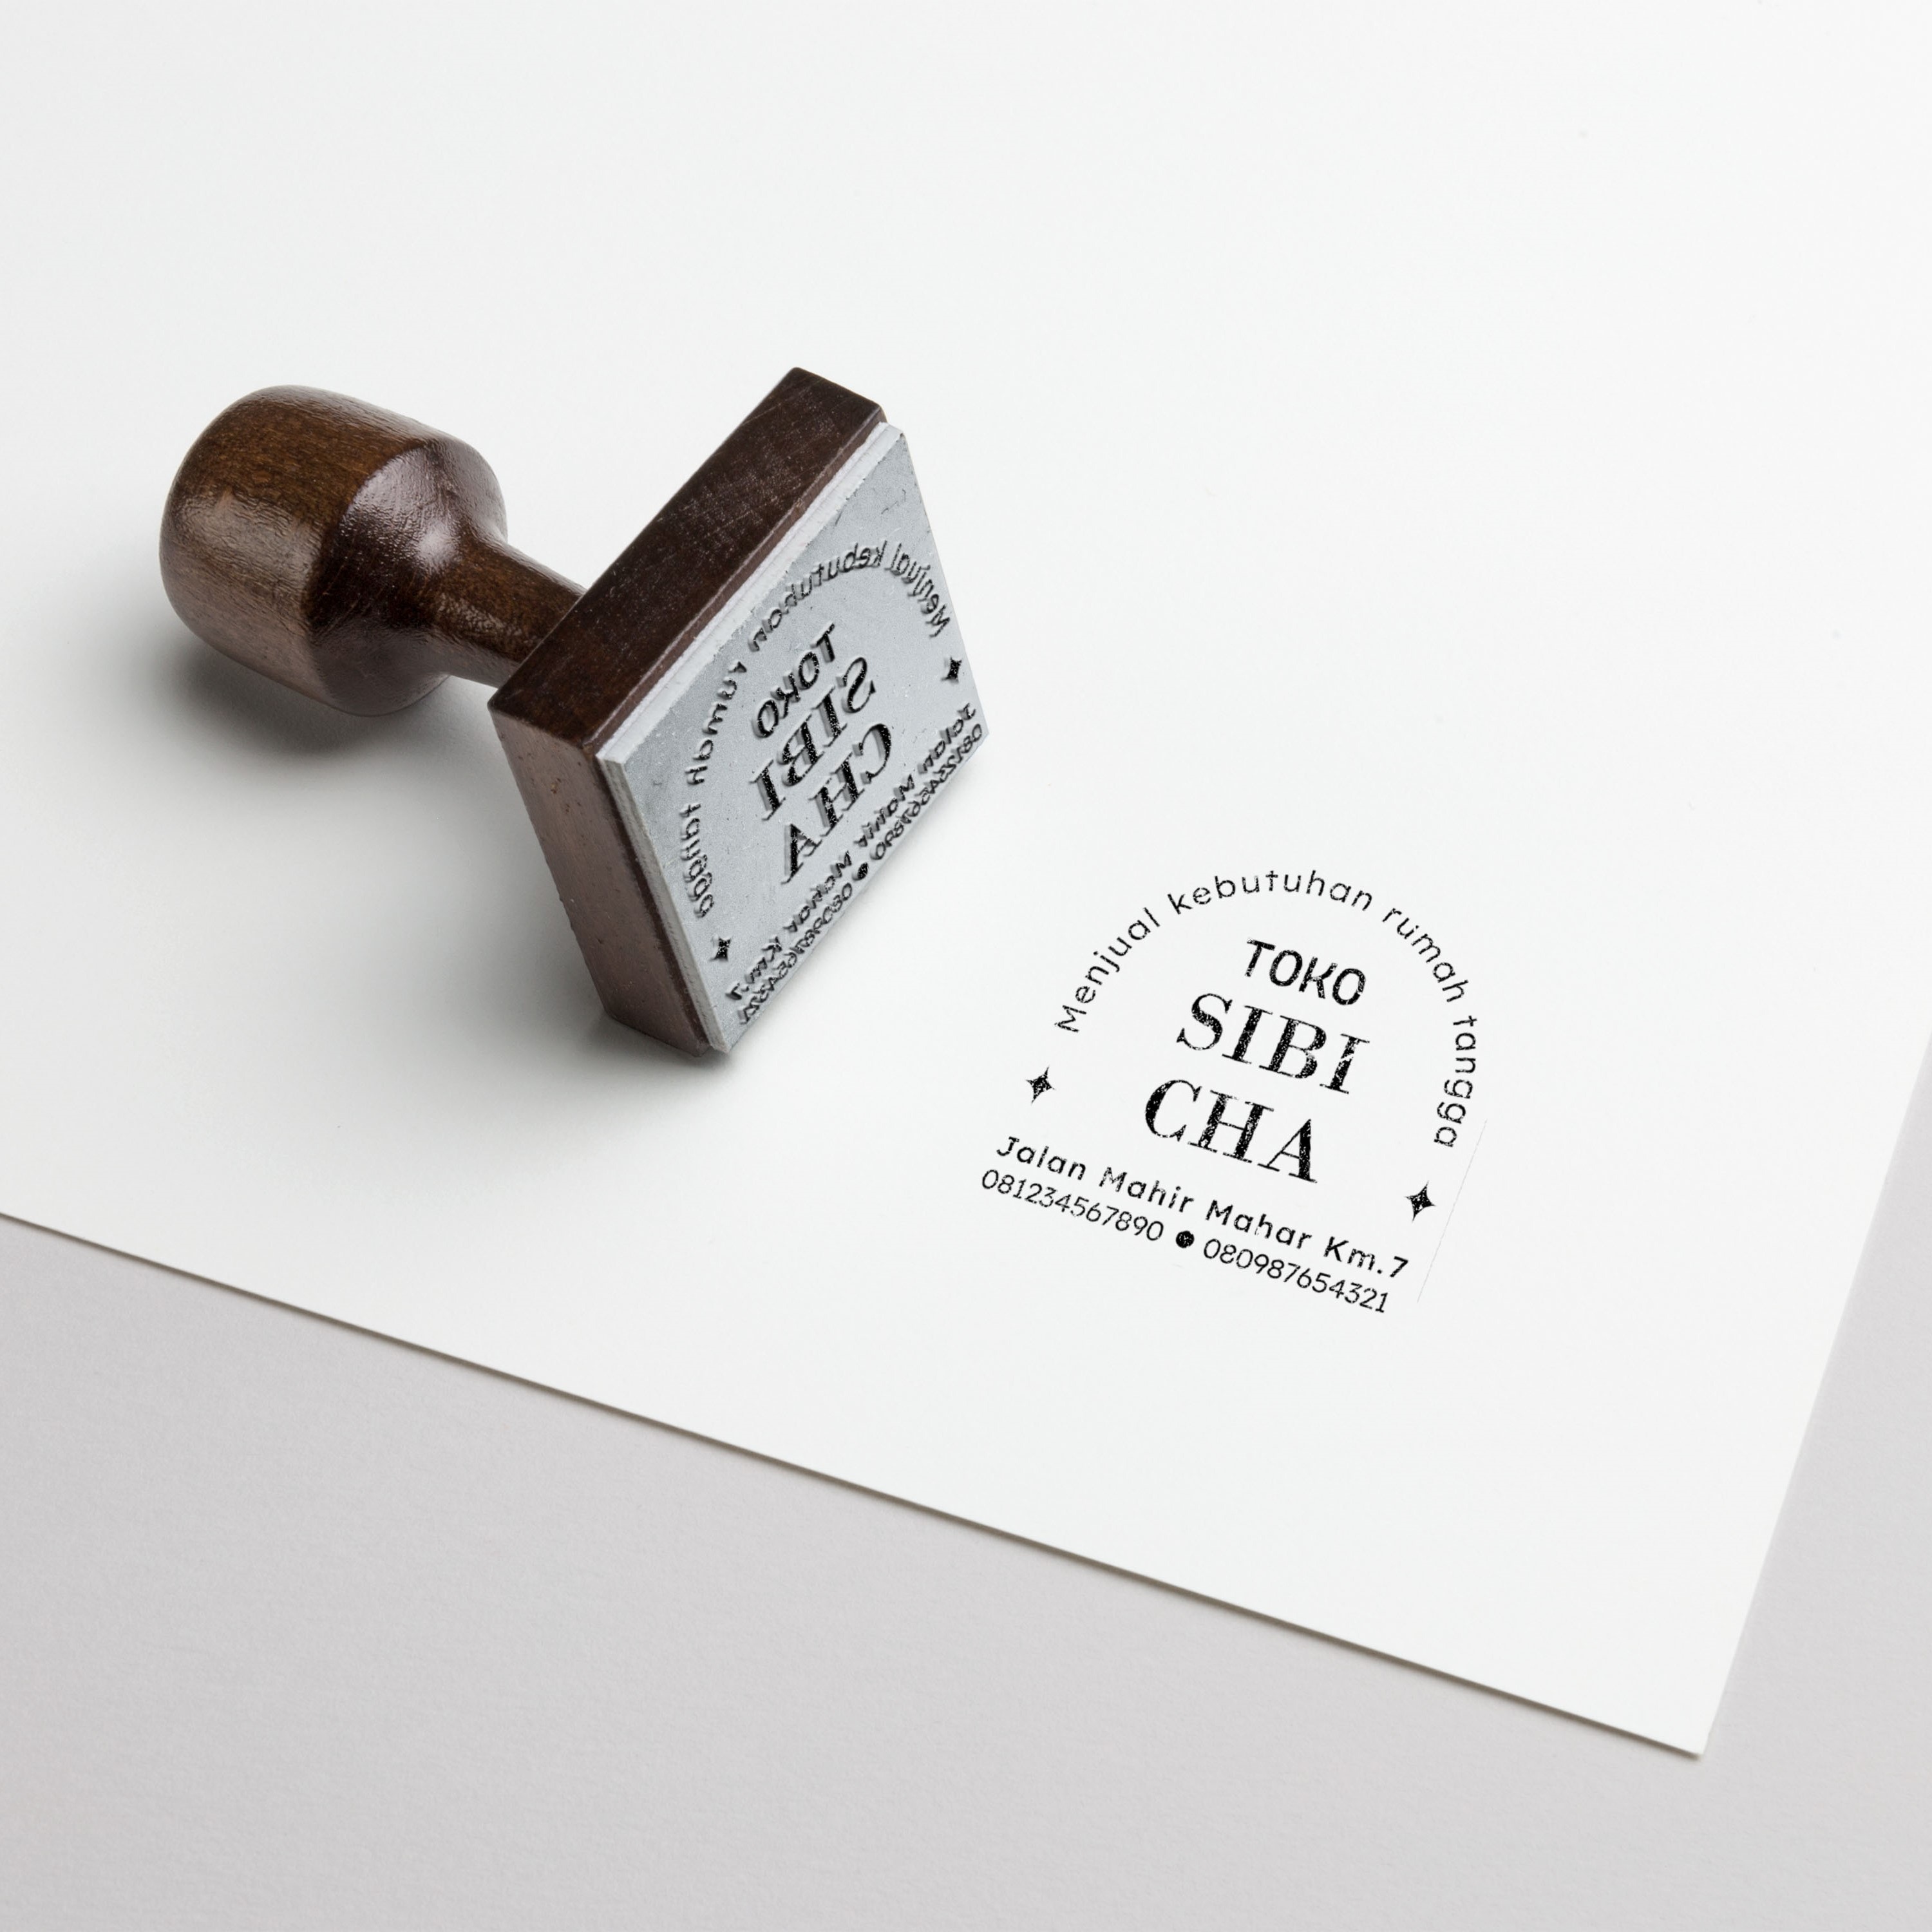 Menjual kebutuhan rumah tangga
TOKO
SIBI
CHA
Jalan Mahir Mahar Km.7
081234567890 ● 080987654321